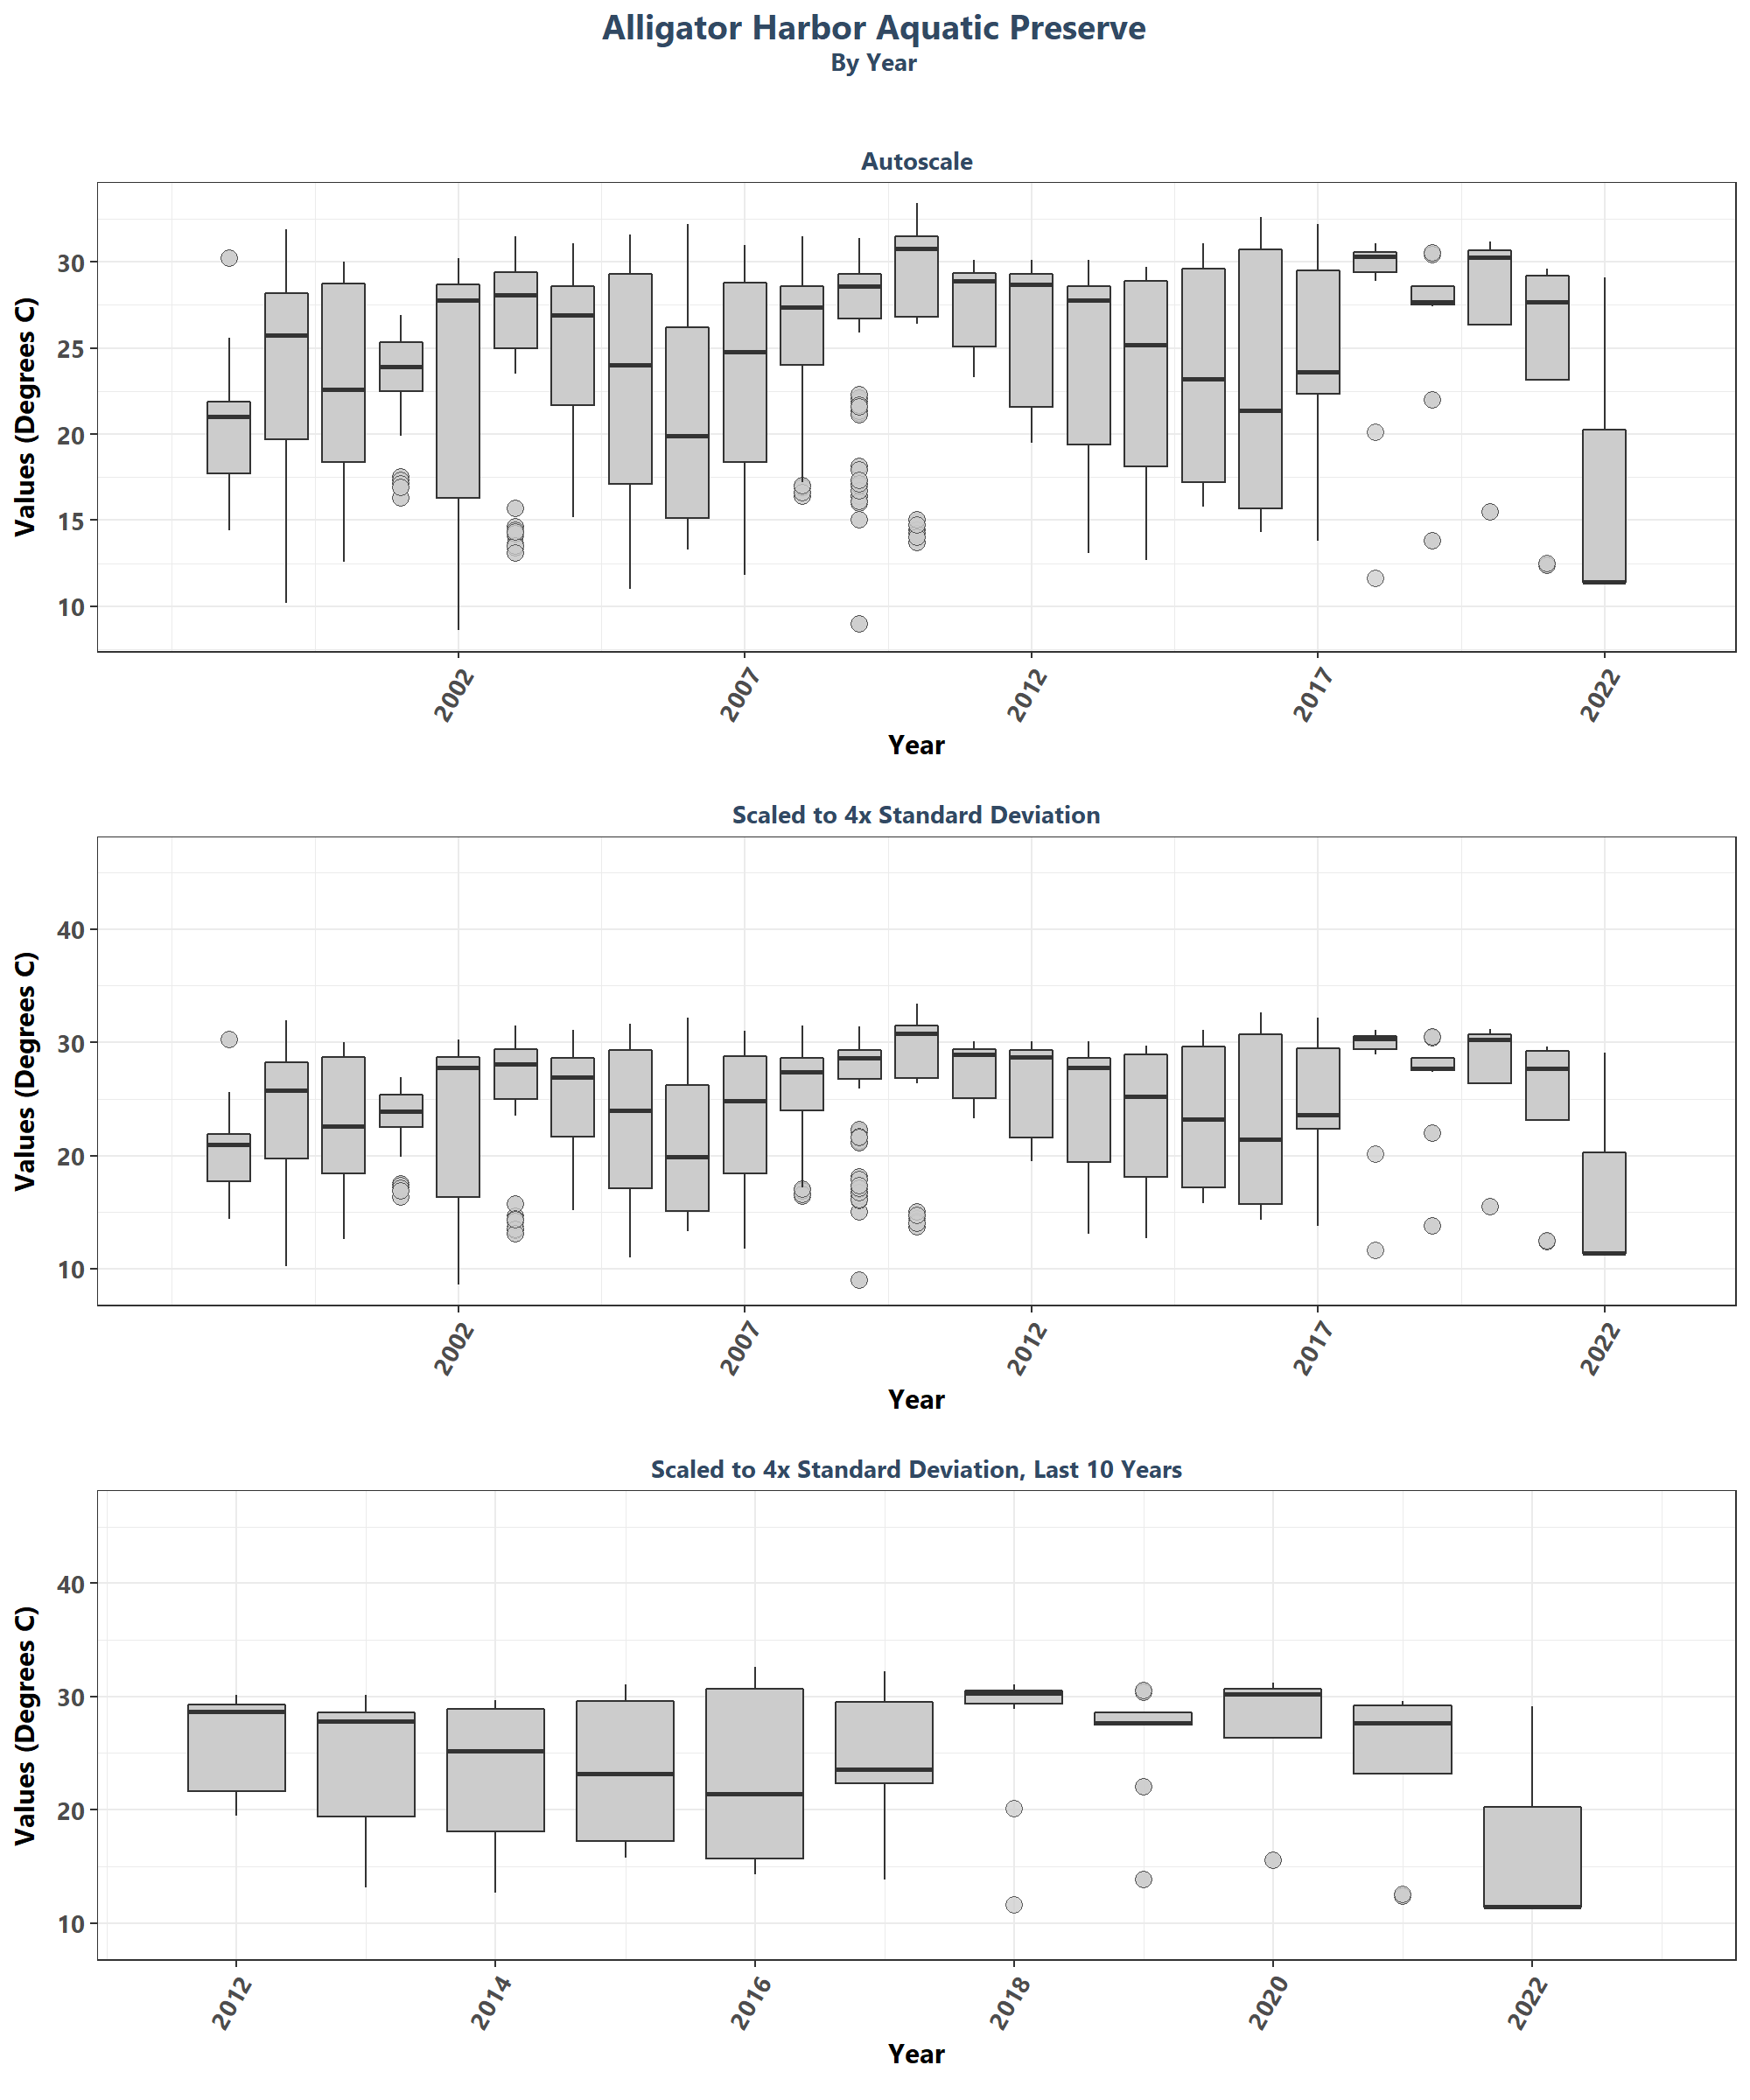 Alligator Harbor Aquatic Preserve
By Year
Autoscale
Values (Degrees C)
30
25
20
15
10
2002
2007
2012
2017
2022
Year
Scaled to 4x Standard Deviation
Values (Degrees C)
40
30
20
10
2002
2007
2012
2017
2022
Year
Scaled to 4x Standard Deviation, Last 10 Years
Values (Degrees C)
40
30
20
10
2012
2014
2016
2018
2020
2022
Year